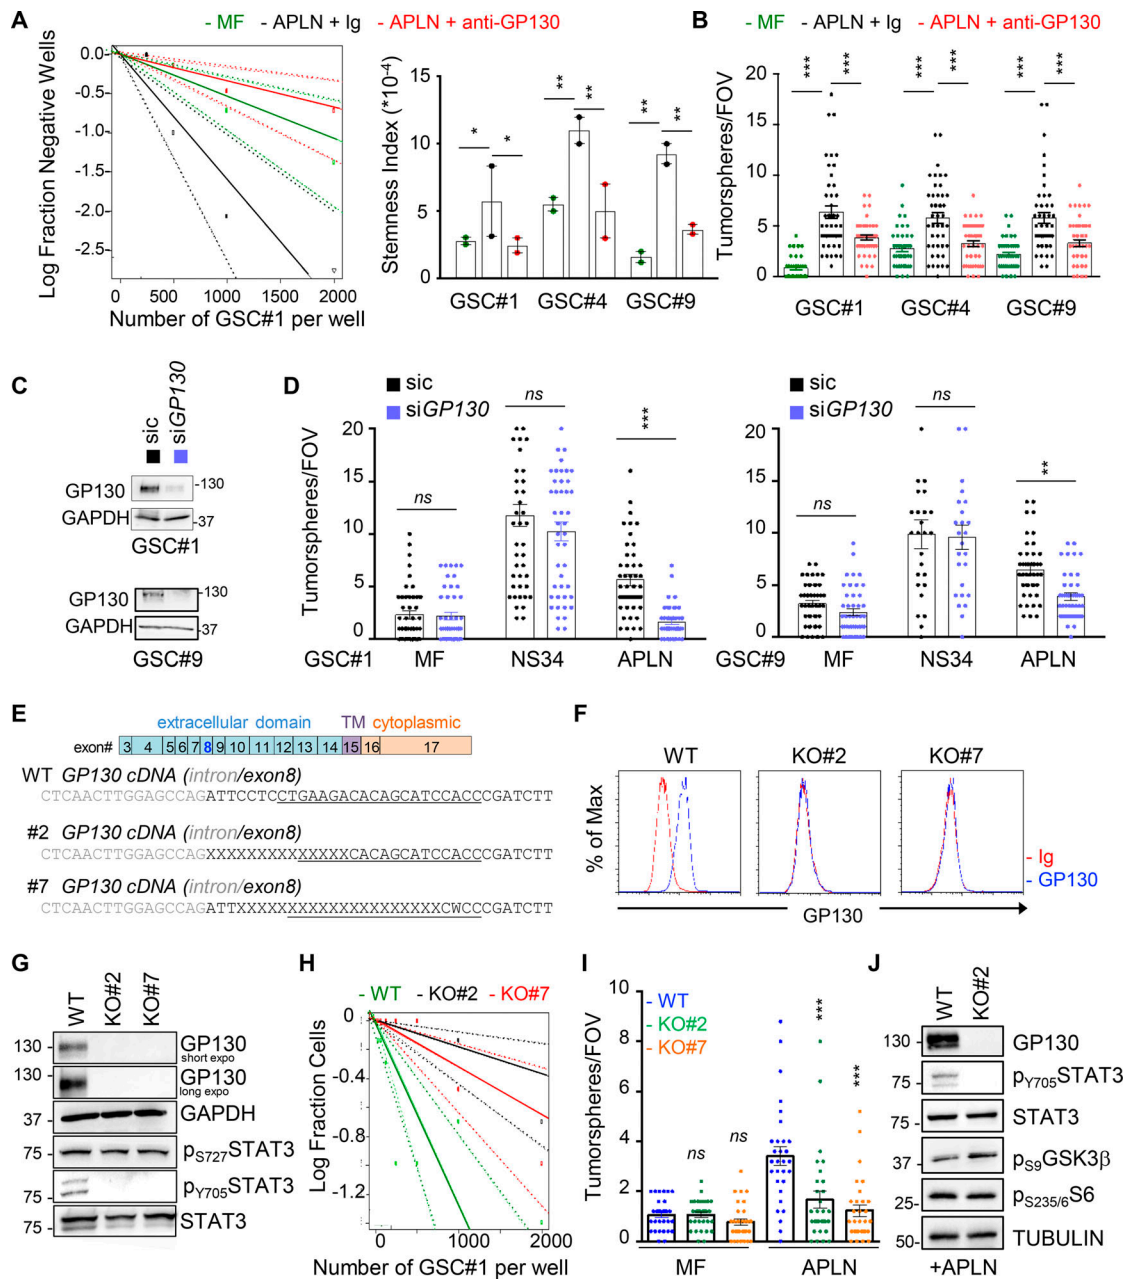 A
- MF - APLN + Ig - APLN + anti-GP130
Log Fraction Negative Wells
0.0
-0.5
-1.0
-1.5
-2.0
-2.5
0 500 1000 1500 2000
Number of GSC#1 per well
Stemness Index (*10-4)
15
10
5
0
* * ** ** ** **
GSC#1 GSC#4 GSC#9
B
- MF - APLN + Ig - APLN + anti-GP130
Tumorspheres/FOV
20
15
10
5
0
*** *** *** *** *** ***
GSC#1 GSC#4 GSC#9
C
sic siGP130
GP130 -130
GAPDH -37
GSC#1
GP130 -130
GAPDH -37
GSC#9
D
sic
siGP130
Tumorspheres/FOV
20
15
10
5
0
ns ns ***
GSC#1 MF NS34 APLN
sic
siGP130
20
15
10
5
0
ns ns **
GSC#9 MF NS34 APLN
E
extracellular domain TM cytoplasmic
exon# 3 4 5 6 7 8 9 10 11 12 13 14 15 16 17
WT GP130 cDNA (intron/exon8)
CTCAACTTGGAGCCAGATTCCTCCTGAAGACACAGCATCCACCCGATCTT
#2 GP130 cDNA (intron/exon8)
CTCAACTTGGAGCCAGXXXXXXXXXXXXXXCACAGCATCCACCCGATCTT
#7 GP130 cDNA (intron/exon8)
CTCAACTTGGAGCCAGATTXXXXXXXXXXXXXXXXXXXXXCWCCCGATCTT
F
WT KO#2 KO#7
% of Max
- Ig
- GP130
GP130
G
WT KO#2 KO#7
130 - GP130
short expo
130 - GP130
long expo
37 - GAPDH
75 - pS727STAT3
75 - pY705STAT3
75 - STAT3
H
- WT - KO#2 - KO#7
Log Fraction Cells
0
-0.4
-0.8
-1.2
0 1000 2000
Number of GSC#1 per well
I
- WT
- KO#2
- KO#7
Tumorspheres/FOV
10
8
6
4
2
0
ns ns *** ***
MF APLN
J
WT KO#2
130 - GP130
75 - pY705STAT3
75 - STAT3
37 - pS9GSK3β
25 - pS235/6S6
50- TUBULIN
+APLN